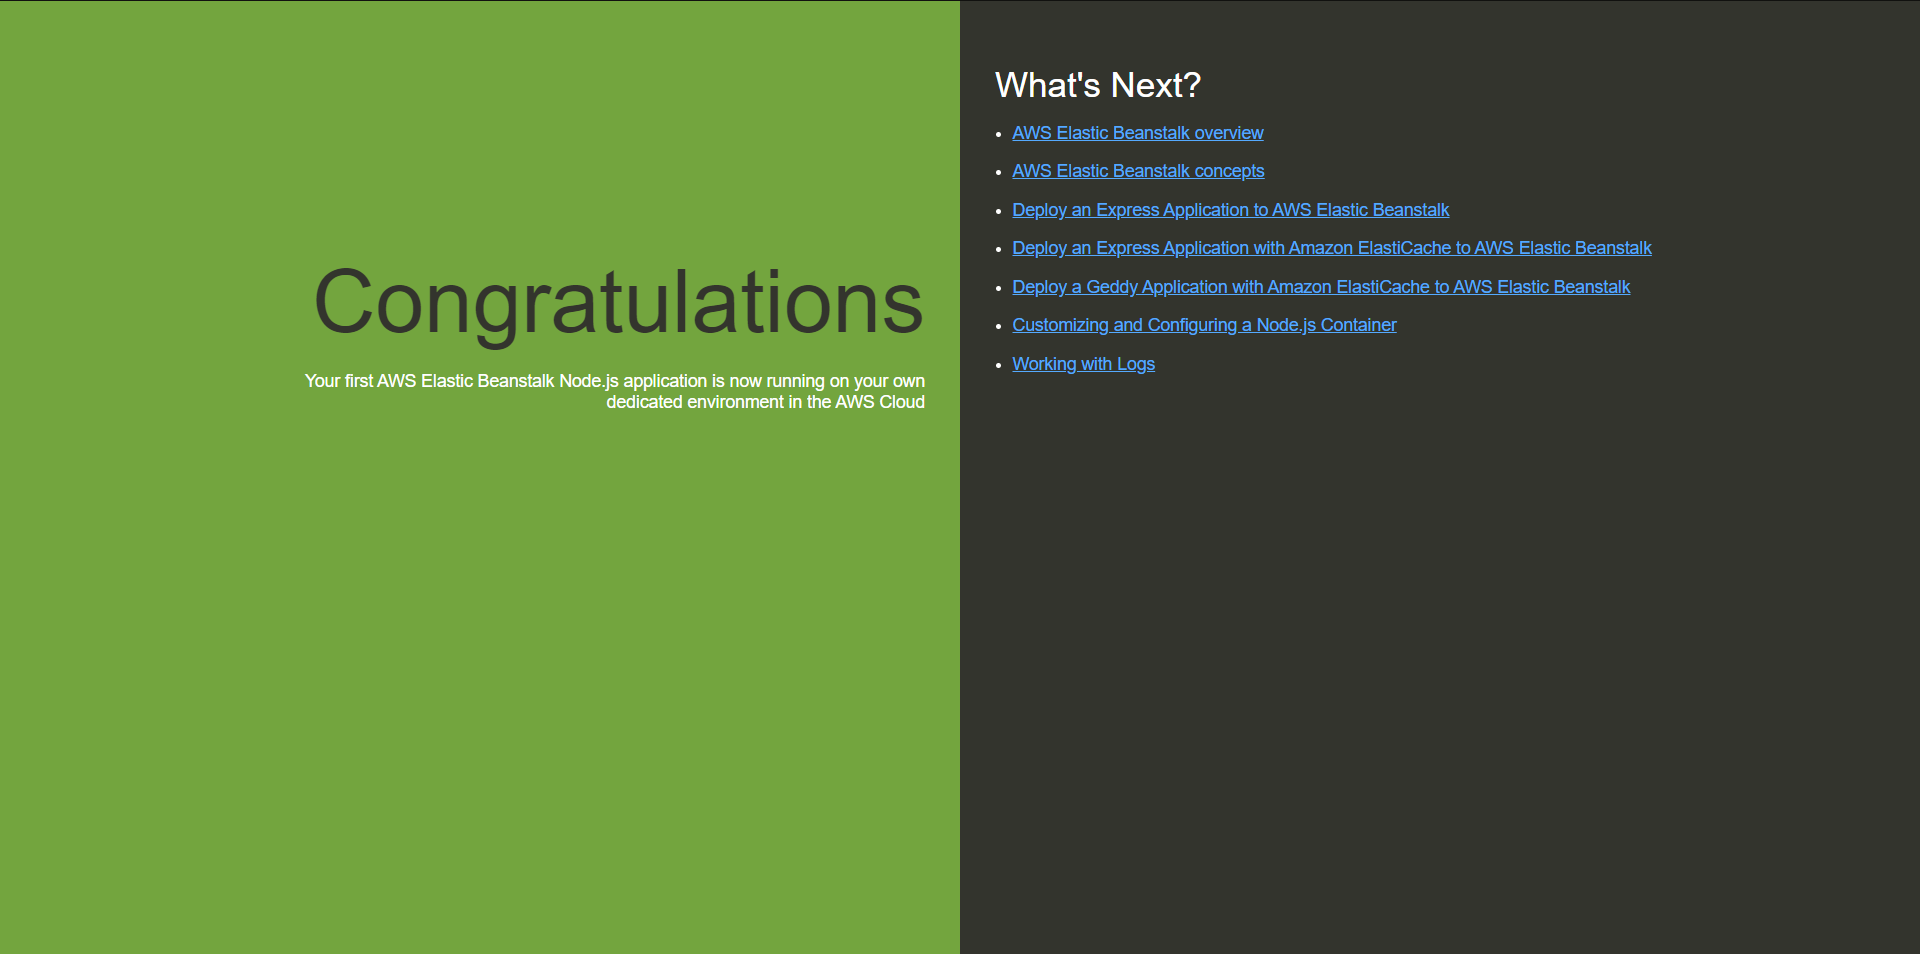 Congratulations
Your first AWS Elastic Beanstalk Node.js application is now running on your own
dedicated environment in the AWS Cloud
What's Next?
AWS Elastic Beanstalk overview
AWS Elastic Beanstalk concepts
Deploy an Express Application to AWS Elastic Beanstalk
Deploy an Express Application with Amazon ElastiCache to AWS Elastic Beanstalk
Deploy a Geddy Application with Amazon ElastiCache to AWS Elastic Beanstalk
Customizing and Configuring a Node.js Container
Working with Logs